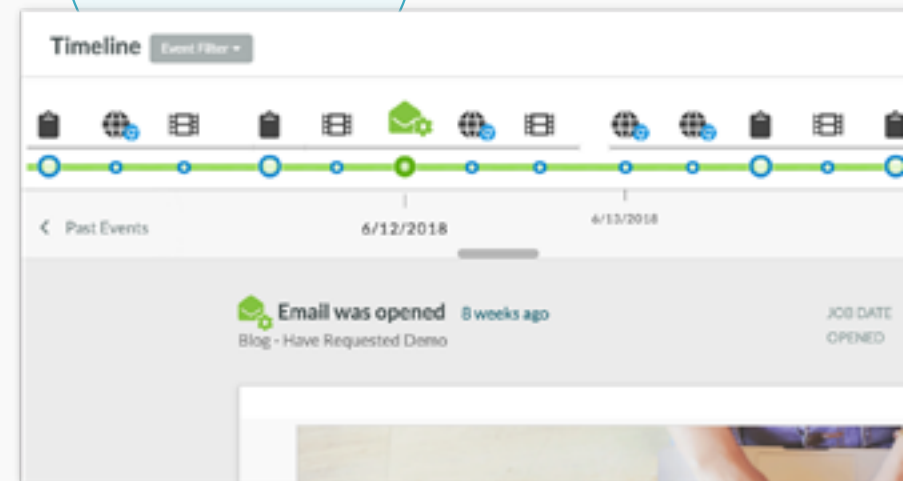 Timeline Event Filter
6/12/2018 6/13/2018
Past Events
Email was opened 8 weeks ago
Blog - Have Requested Demo
JOB DATE
OPENED